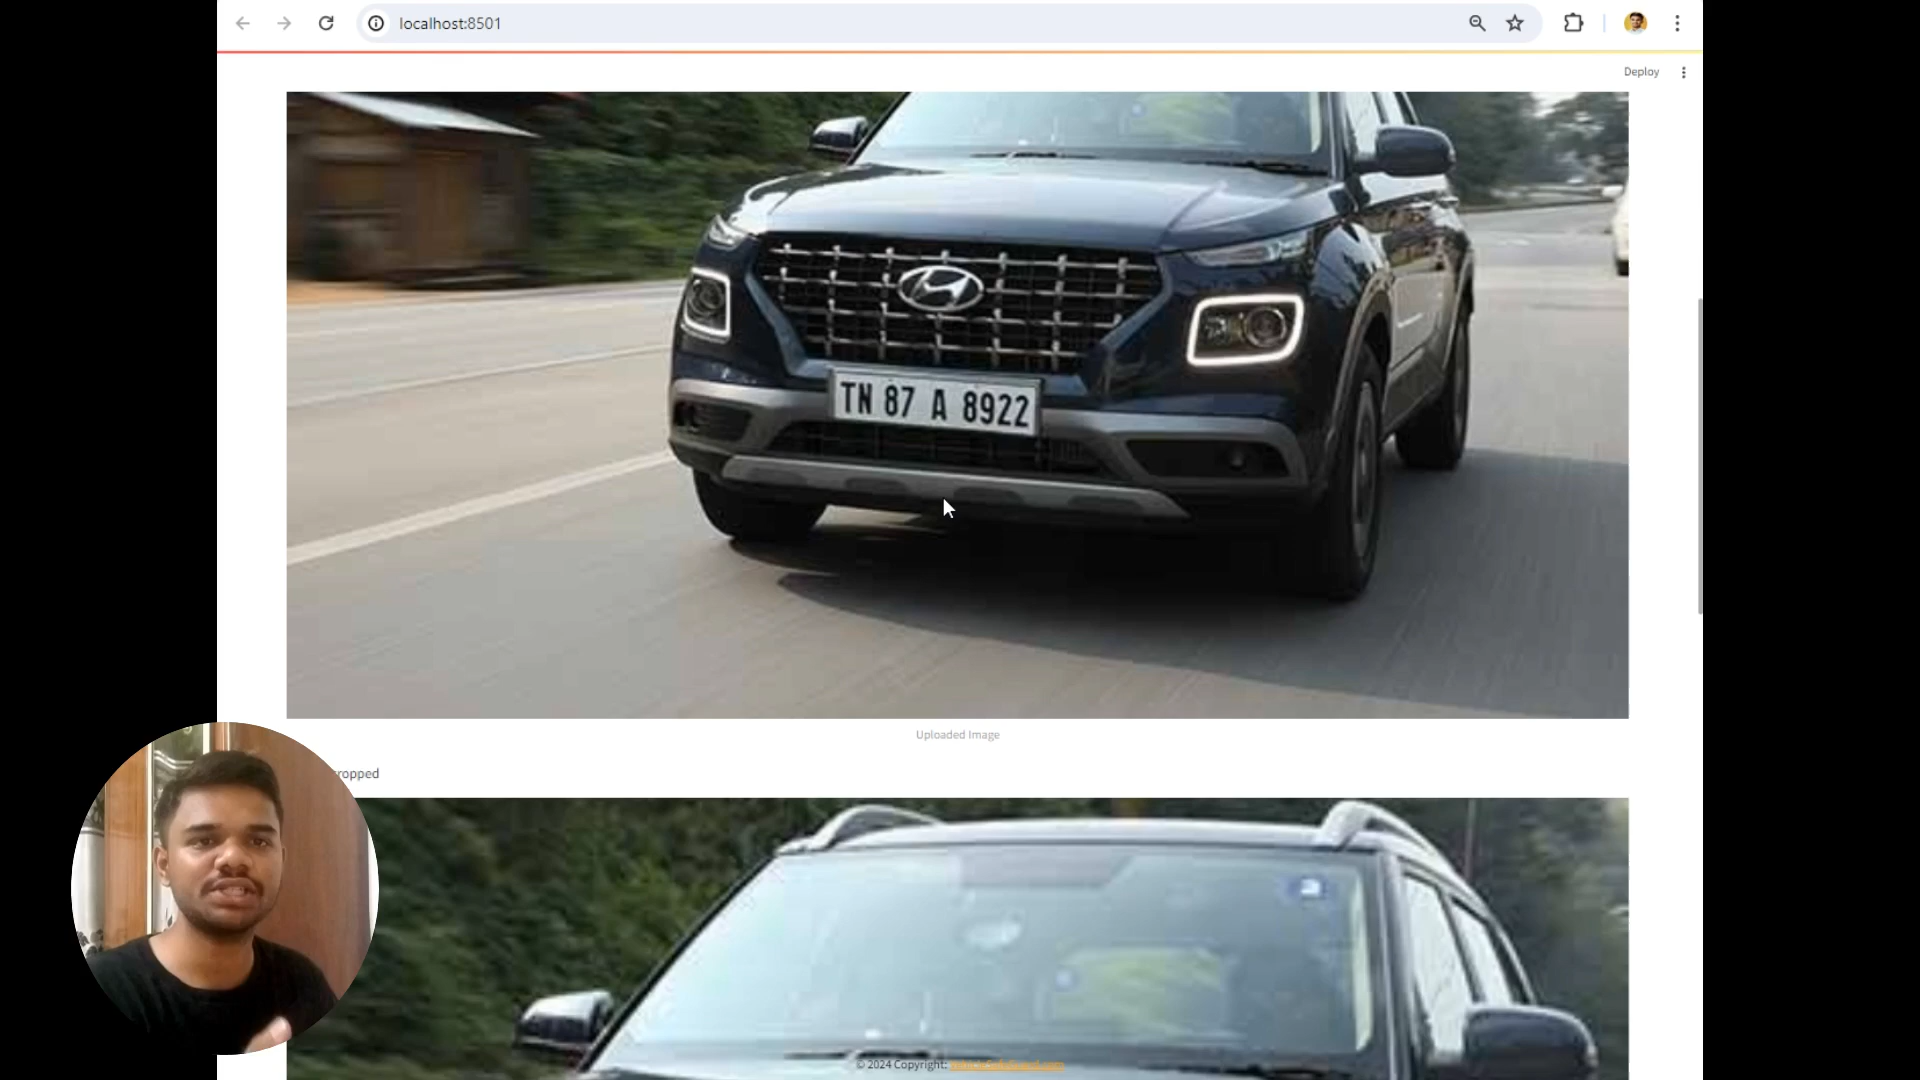 localhost:8501
Deploy
TN 87 A 8922
Uploaded Image
ropped
© 2024 Copyright: